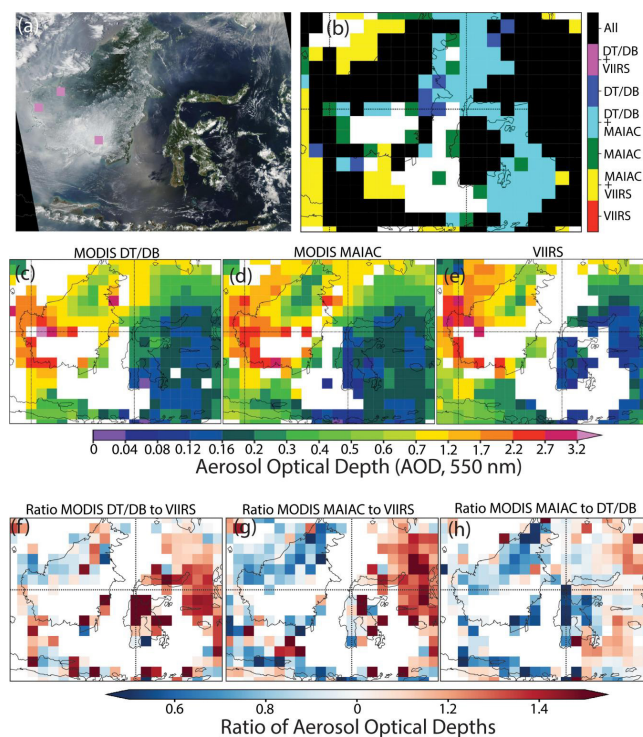 (a)
(b)
All
DT/DB
+
VIIRS
DT/DB
DT/DB
+
MAIAC
MAIAC
MAIAC
+
VIIRS
VIIRS
MODIS DT/DB
MODIS MAIAC
VIIRS
(c)
(d)
(e)
0 0.04 0.08 0.12 0.16 0.2 0.3 0.4 0.5 0.6 0.7 1.2 1.7 2.2 2.7 3.2
Aerosol Optical Depth (AOD, 550 nm)
Ratio MODIS DT/DB to VIIRS
Ratio MODIS MAIAC to VIIRS
Ratio MODIS MAIAC to DT/DB
(f)
(g)
(h)
0.6 0.8 0 1.2 1.4
Ratio of Aerosol Optical Depths